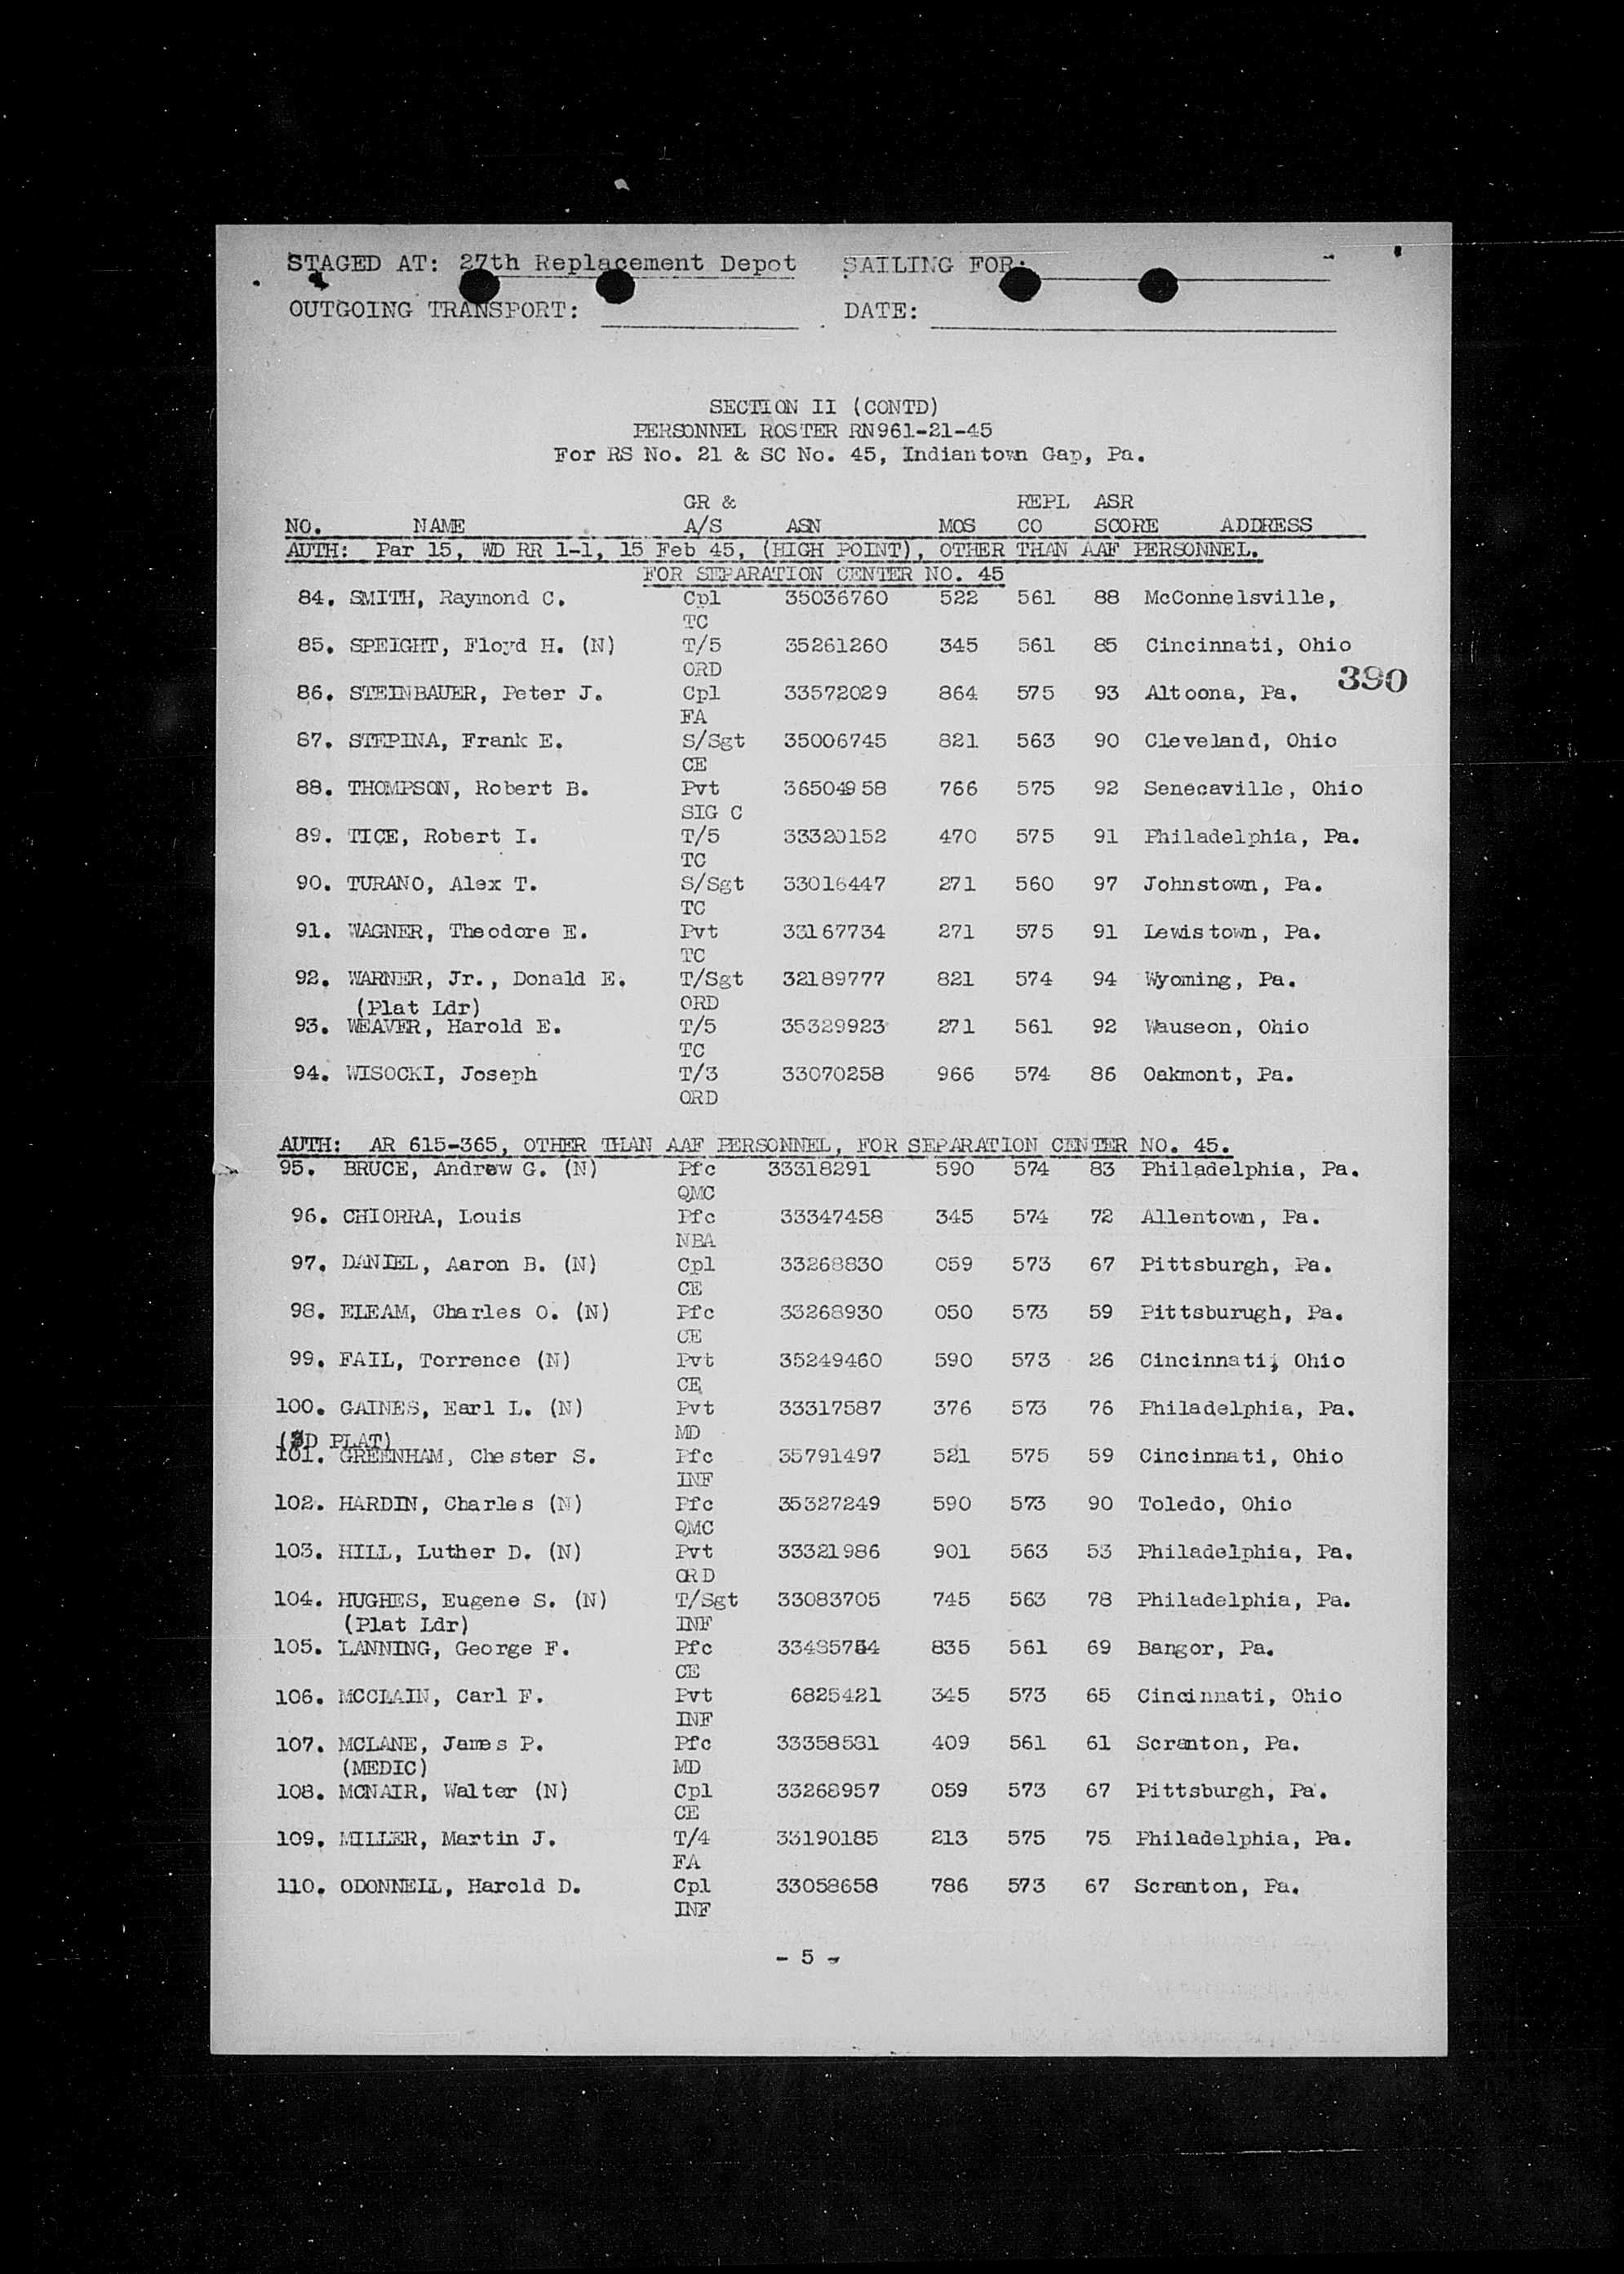 STAGED AT: 27th Replacement Depot SAILING FOR:
OUTGOING TRANSPORT: DATE:
SECTION II (CONTD)
PERSONNEL ROSTER RN961-21-45
For RS No. 21 & SC No. 45, Indiantown Gap, Pa.
GR & REPL ASR
NO. NAME A/S ASN MOS CO SCORE ADDRESS
AUTH: Par 15, WD RR 1-1, 15 Feb 45, (HIGH POINT), OTHER THAN AAF PERSONNEL.
FOR SEPARATION CENTER NO. 45
84. SMITH, Raymond C. Cpl 35036760 522 561 88 McConnelsville,
TC
85. SPEIGHT, Floyd H. (N) T/5 35261260 345 561 85 Cincinnati, Ohio
ORD
390
86. STEINBAUER, Peter J. Cpl 33572029 864 575 93 Altoona, Pa.
FA
87. STEPINA, Frank E. S/Sgt 35006745 821 563 90 Cleveland, Ohio
CE
88. THOMPSON, Robert B. Pvt 36504958 766 575 92 Senecaville, Ohio
SIG C
89. TICE, Robert I. T/5 33320152 470 575 91 Philadelphia, Pa.
TC
90. TURANO, Alex T. S/Sgt 33016447 271 560 97 Johnstown, Pa.
TC
91. WAGNER, Theodore E. Pvt 33167734 271 575 91 Lewistown, Pa.
TC
92. WARNER, Jr., Donald E. T/Sgt 32189777 821 574 94 Wyoming, Pa.
(Plat Ldr) ORD
93. WEAVER, Harold E. T/5 35329923 271 561 92 Wauseon, Ohio
TC
94. WISOCKI, Joseph T/3 33070258 966 574 86 Oakmont, Pa.
ORD
AUTH: AR 615-365, OTHER THAN AAF PERSONNEL, FOR SEPARATION CENTER NO. 45.
95. BRUCE, Andrew G. (N) Pfc 33318291 590 574 83 Philadelphia, Pa.
QMC
96. CHIORRA, Louis Pfc 33347458 345 574 72 Allentown, Pa.
NBA
97. DANIEL, Aaron B. (N) Cpl 33268830 059 573 67 Pittsburgh, Pa.
CE
98. ELEAM, Charles O. (N) Pfc 33268930 050 573 59 Pittsburugh, Pa.
CE
99. FAIL, Torrence (N) Pvt 35249460 590 573 26 Cincinnati, Ohio
CE
100. GAINES, Earl L. (N) Pvt 33317587 376 573 76 Philadelphia, Pa.
(3D PLAT) MD
101. GREENHAM, Chester S. Pfc 35791497 521 575 59 Cincinnati, Ohio
INF
102. HARDIN, Charles (N) Pfc 35327249 590 573 90 Toledo, Ohio
QMC
103. HILL, Luther D. (N) Pvt 33321986 901 563 53 Philadelphia, Pa.
ORD
104. HUGHES, Eugene S. (N) T/Sgt 33083705 745 563 78 Philadelphia, Pa.
(Plat Ldr) INF
105. LANNING, George F. Pfc 835 561 69 Bangor, Pa.
CE
106. MCCLAIN, Carl F. Pvt 6825421 345 573 65 Cincinnati, Ohio
INF
107. MCLANE, James P. Pfc 33358531 409 561 61 Scranton, Pa.
(MEDIC) MD
108. MCNAIR, Walter (N) Cpl 33268957 059 573 67 Pittsburgh, Pa.
CE
109. MILLER, Martin J. T/4 33190185 213 575 75 Philadelphia, Pa.
FA
110. ODONNELL, Harold D. Cpl 33058658 786 573 67 Scranton, Pa.
INF
- 5 -